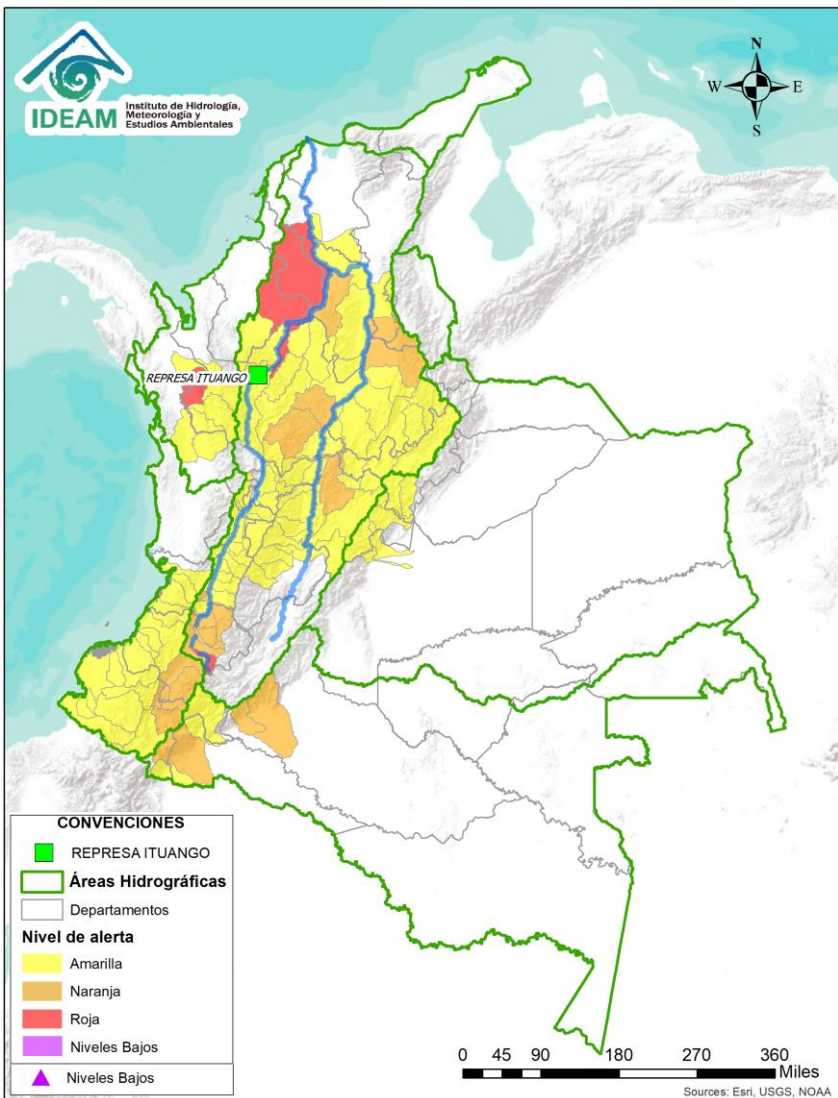 IDEAM
Instituto de Hidrología,
Meteorología y
Estudios Ambientales
N
W
E
S
REPRESA ITUANGO
CONVENCIONES
REPRESA ITUANGO
Áreas Hidrográficas
Departamentos
Nivel de alerta
Amarilla
Naranja
Roja
Niveles Bajos
Niveles Bajos
0 45 90 180 270 360
Miles
Sources: Esri, USGS, NOAA